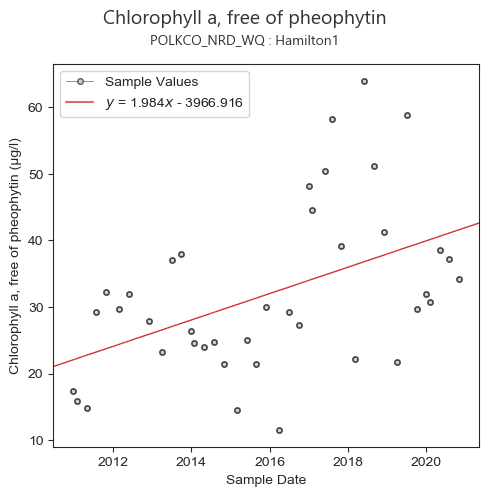 Chlorophyll a, free of pheophytin
POLKCO_NRD_WQ : Hamilton1
Sample Values
y = 1.984x - 3966.916
Chlorophyll a, free of pheophytin (µg/l)
60
50
40
30
20
10
2012 2014 2016 2018 2020
Sample Date